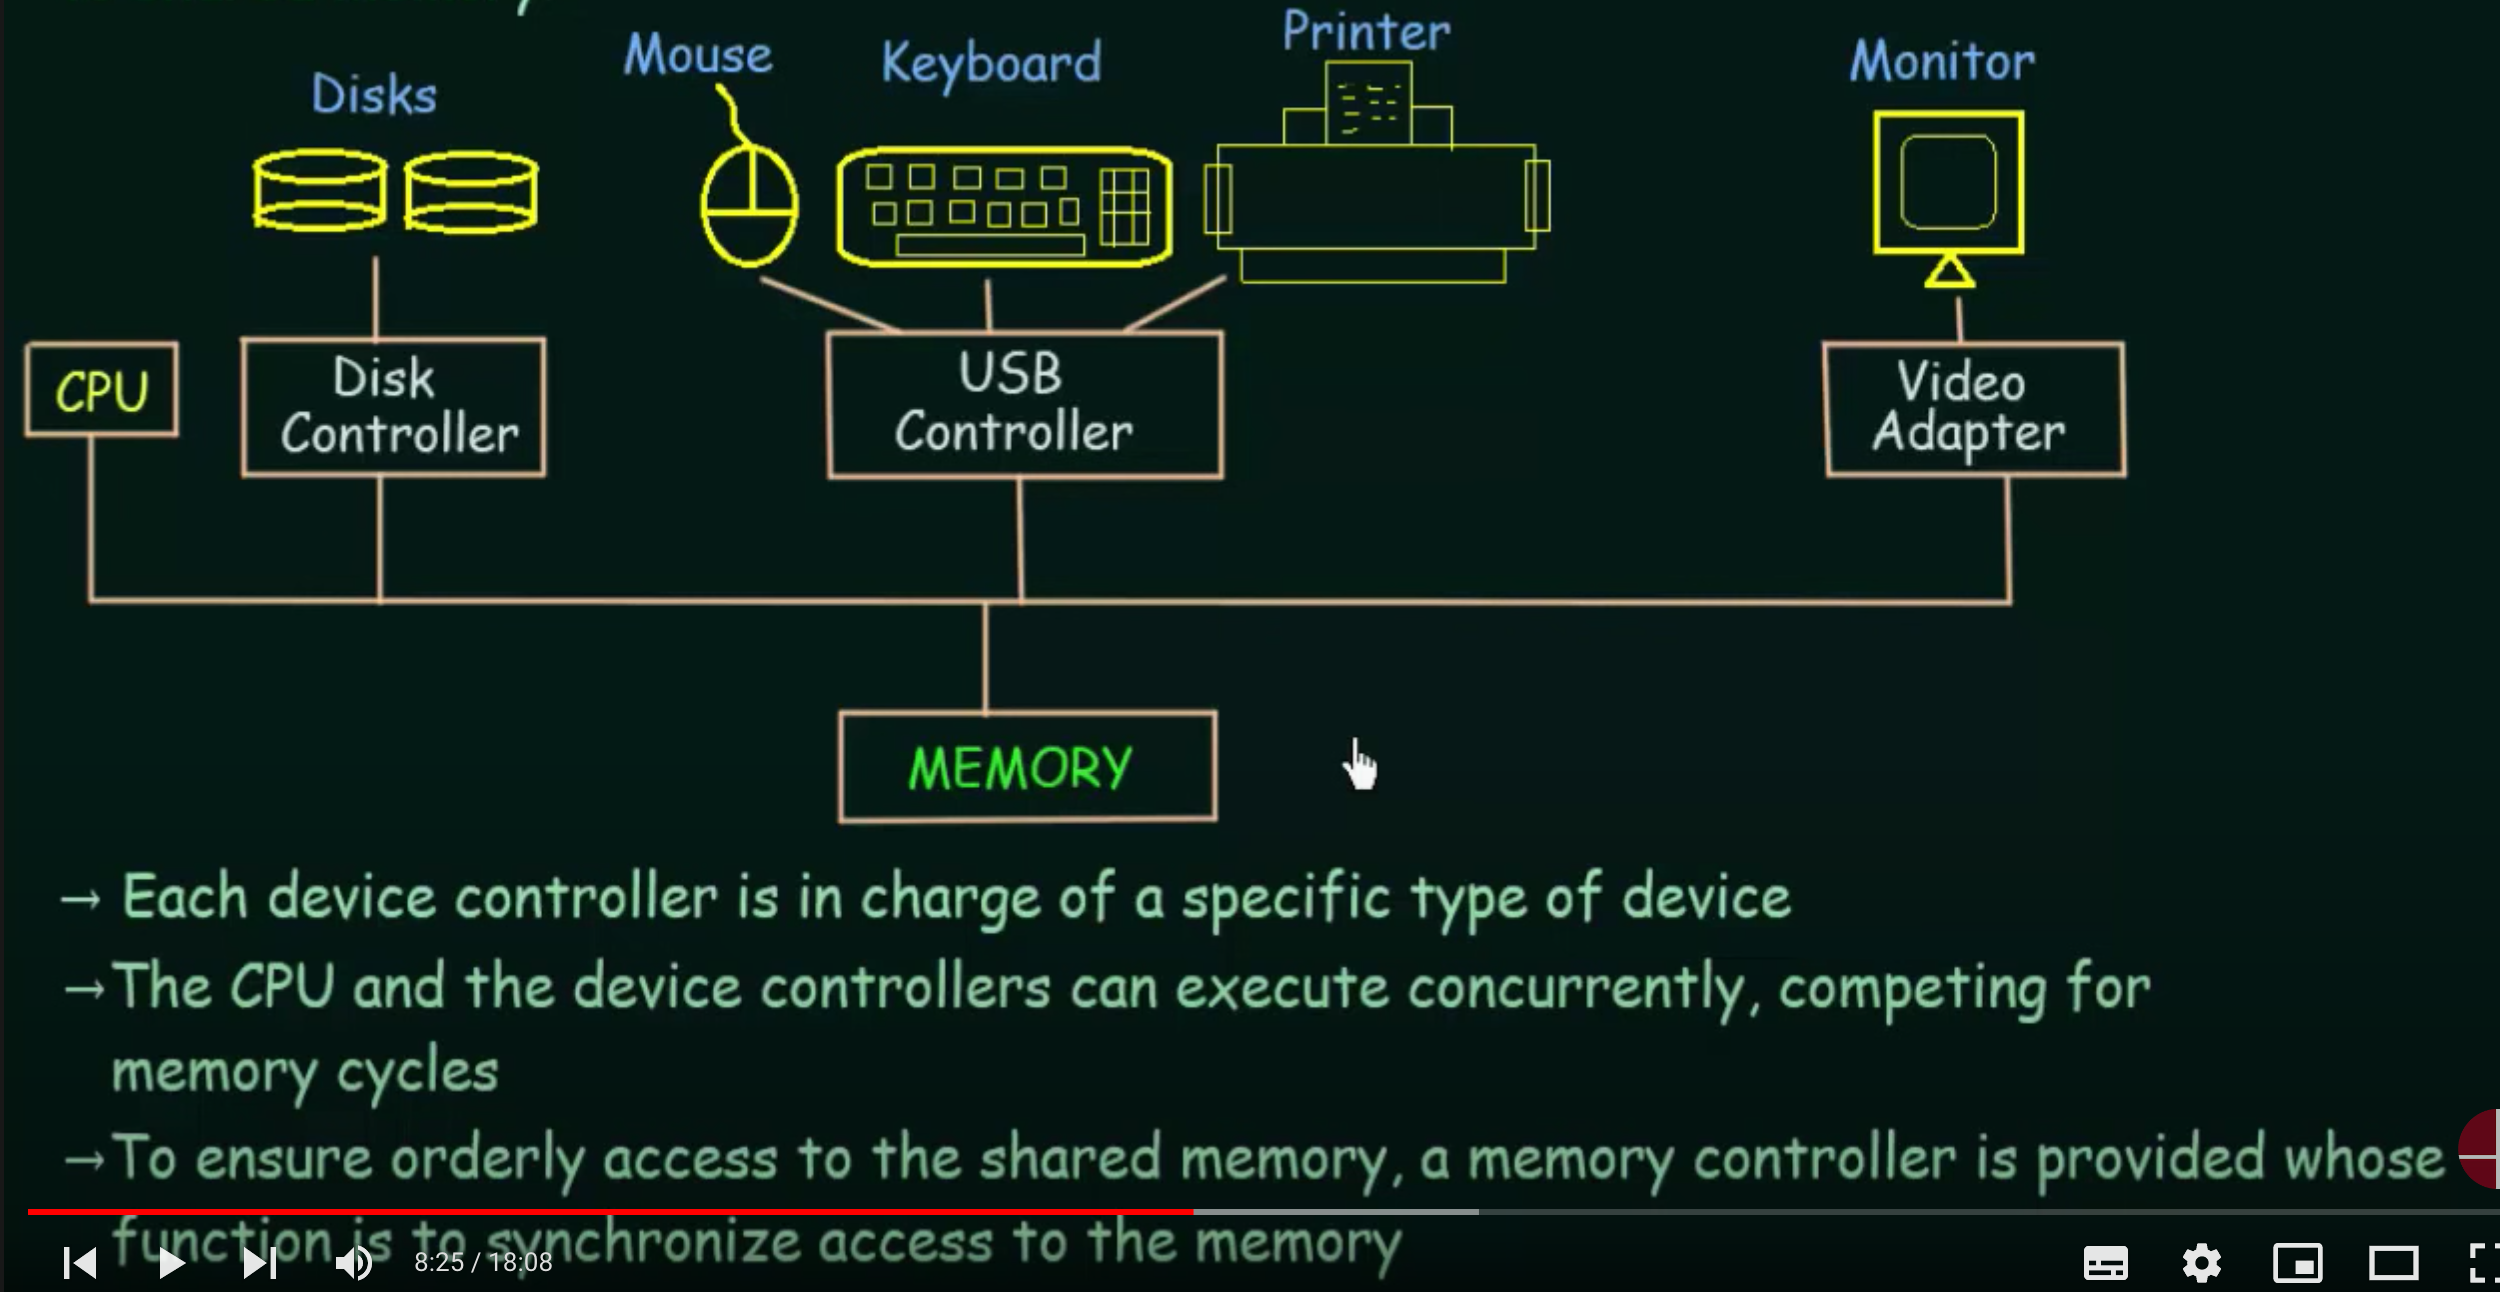 Printer
Mouse
Keyboard
Monitor
Disks
CPU
Disk
Controller
USB
Controller
Video
Adapter
MEMORY
→ Each device controller is in charge of a specific type of device
→ The CPU and the device controllers can execute concurrently, competing for
memory cycles
→ To ensure orderly access to the shared memory, a memory controller is provided whose
function is to synchronize access to the memory
8:25 / 18:08